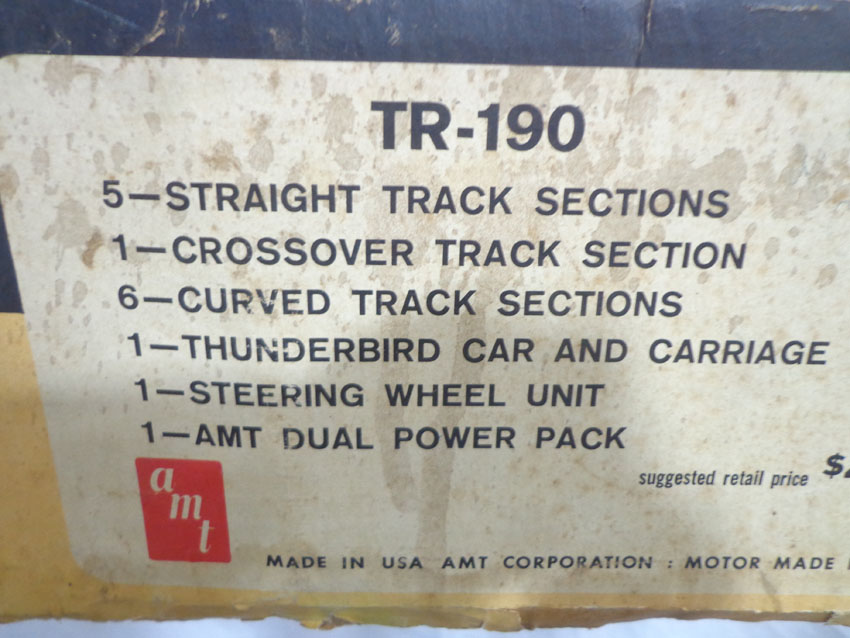 TR-190
5—STRAIGHT TRACK SECTIONS
1—CROSSOVER TRACK SECTION
6—CURVED TRACK SECTIONS
1—THUNDERBIRD CAR AND CARRIAGE
1—STEERING WHEEL UNIT
1—AMT DUAL POWER PACK
suggested retail price $
amt
MADE IN USA AMT CORPORATION : MOTOR MADE